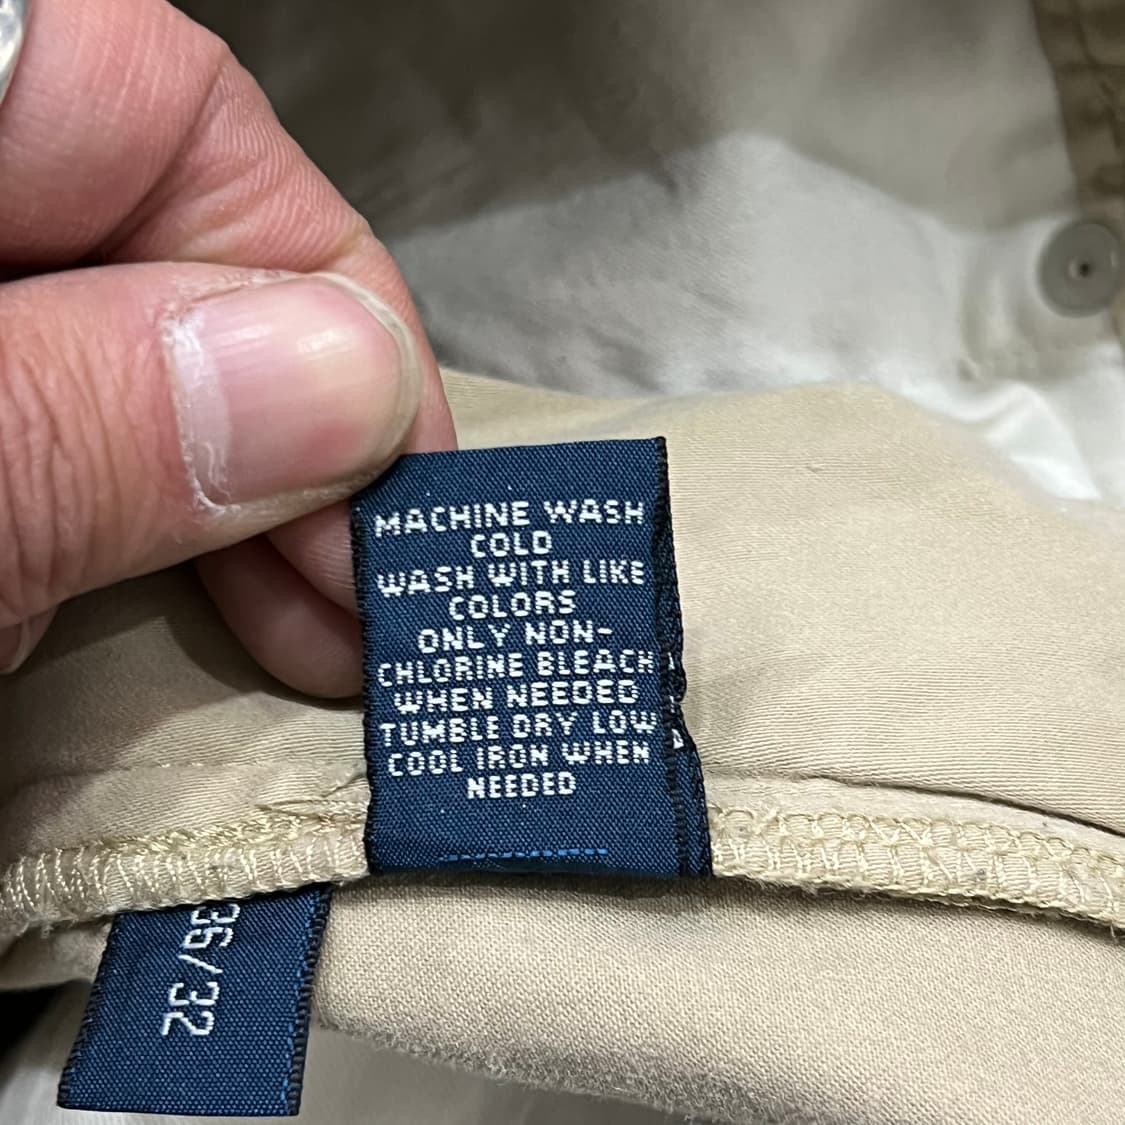 MACHINE WASH
COLD
WASH WITH LIKE
COLORS
ONLY NON-
CHLORINE BLEACH
WHEN NEEDED
TUMBLE DRY LOW
COOL IRON WHEN
NEEDED
36/32